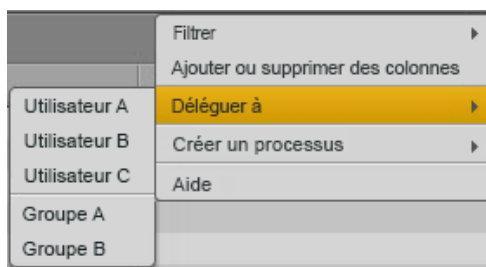 Filtrer
Ajouter ou supprimer des colonnes
Déléguer à
Créer un processus
Aide
Utilisateur A
Utilisateur B
Utilisateur C
Groupe A
Groupe B